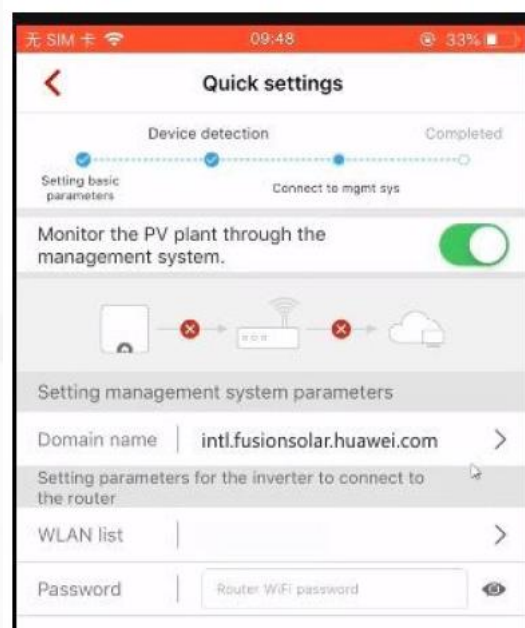 无 SIM 卡 09:48 33%
Quick settings
Device detection Completed
Setting basic
parameters
Connect to mgmt sys
Monitor the PV plant through the
management system.
Setting management system parameters
Domain name intl.fusionsolar.huawei.com
Setting parameters for the inverter to connect to
the router
WLAN list
Password Router WiFi password